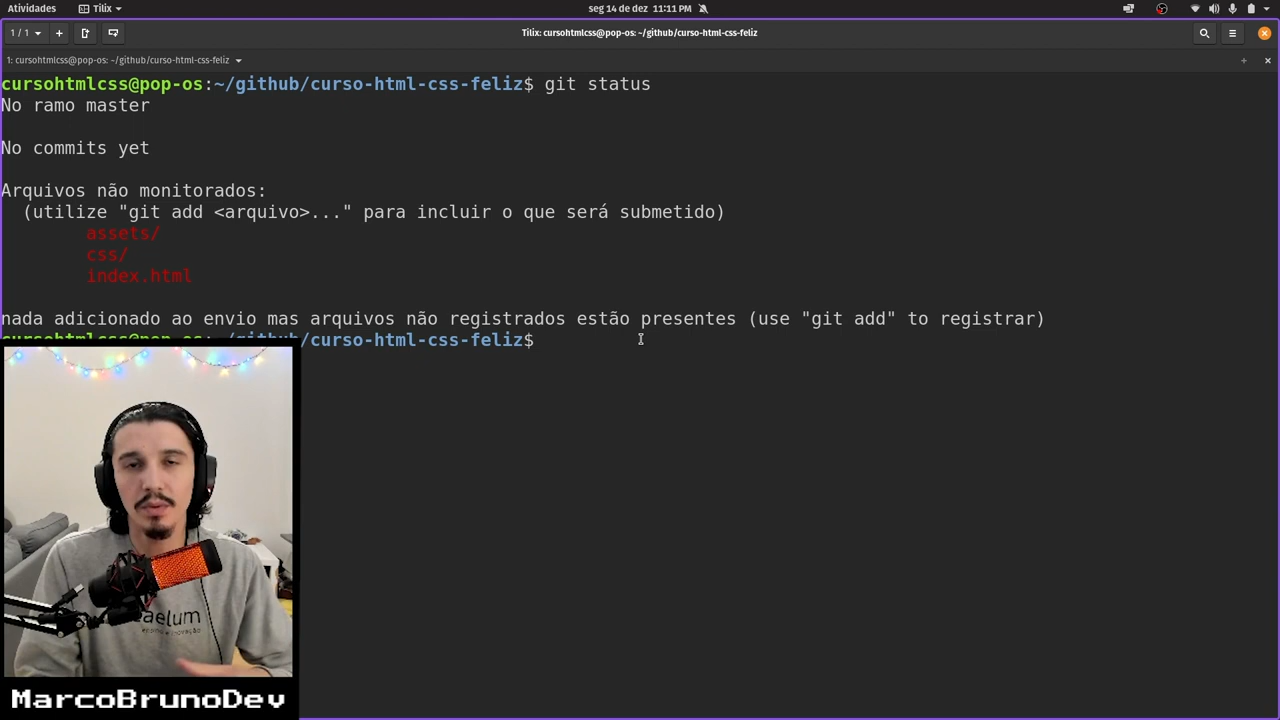 Atividades
Tilix
seg 14 de dez 11:11 PM
1 / 1
Tilix: cursohtmlcss@pop-os: ~/github/curso-html-css-feliz
1: cursohtmlcss@pop-os: ~/github/curso-html-css-feliz
cursohtmlcss@pop-os:~/github/curso-html-css-feliz$ git status
No ramo master
No commits yet
Arquivos não monitorados:
(utilize "git add <arquivo>..." para incluir o que será submetido)
assets/
css/
index.html
nada adicionado ao envio mas arquivos não registrados estão presentes (use "git add" to registrar)
cursohtmlcss@pop-os:~/github/curso-html-css-feliz$
aelum
MarcoBrunoDev